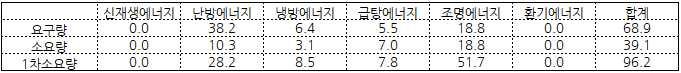 신재생에너지 난방에너지 냉방에너지 급탕에너지 조명에너지 환기에너지 합계
요구량 0.0 38.2 6.4 5.5 18.8 0.0 68.9
소요량 0.0 10.3 3.1 7.0 18.8 0.0 39.1
1차소요량 0.0 28.2 8.5 7.8 51.7 0.0 96.2